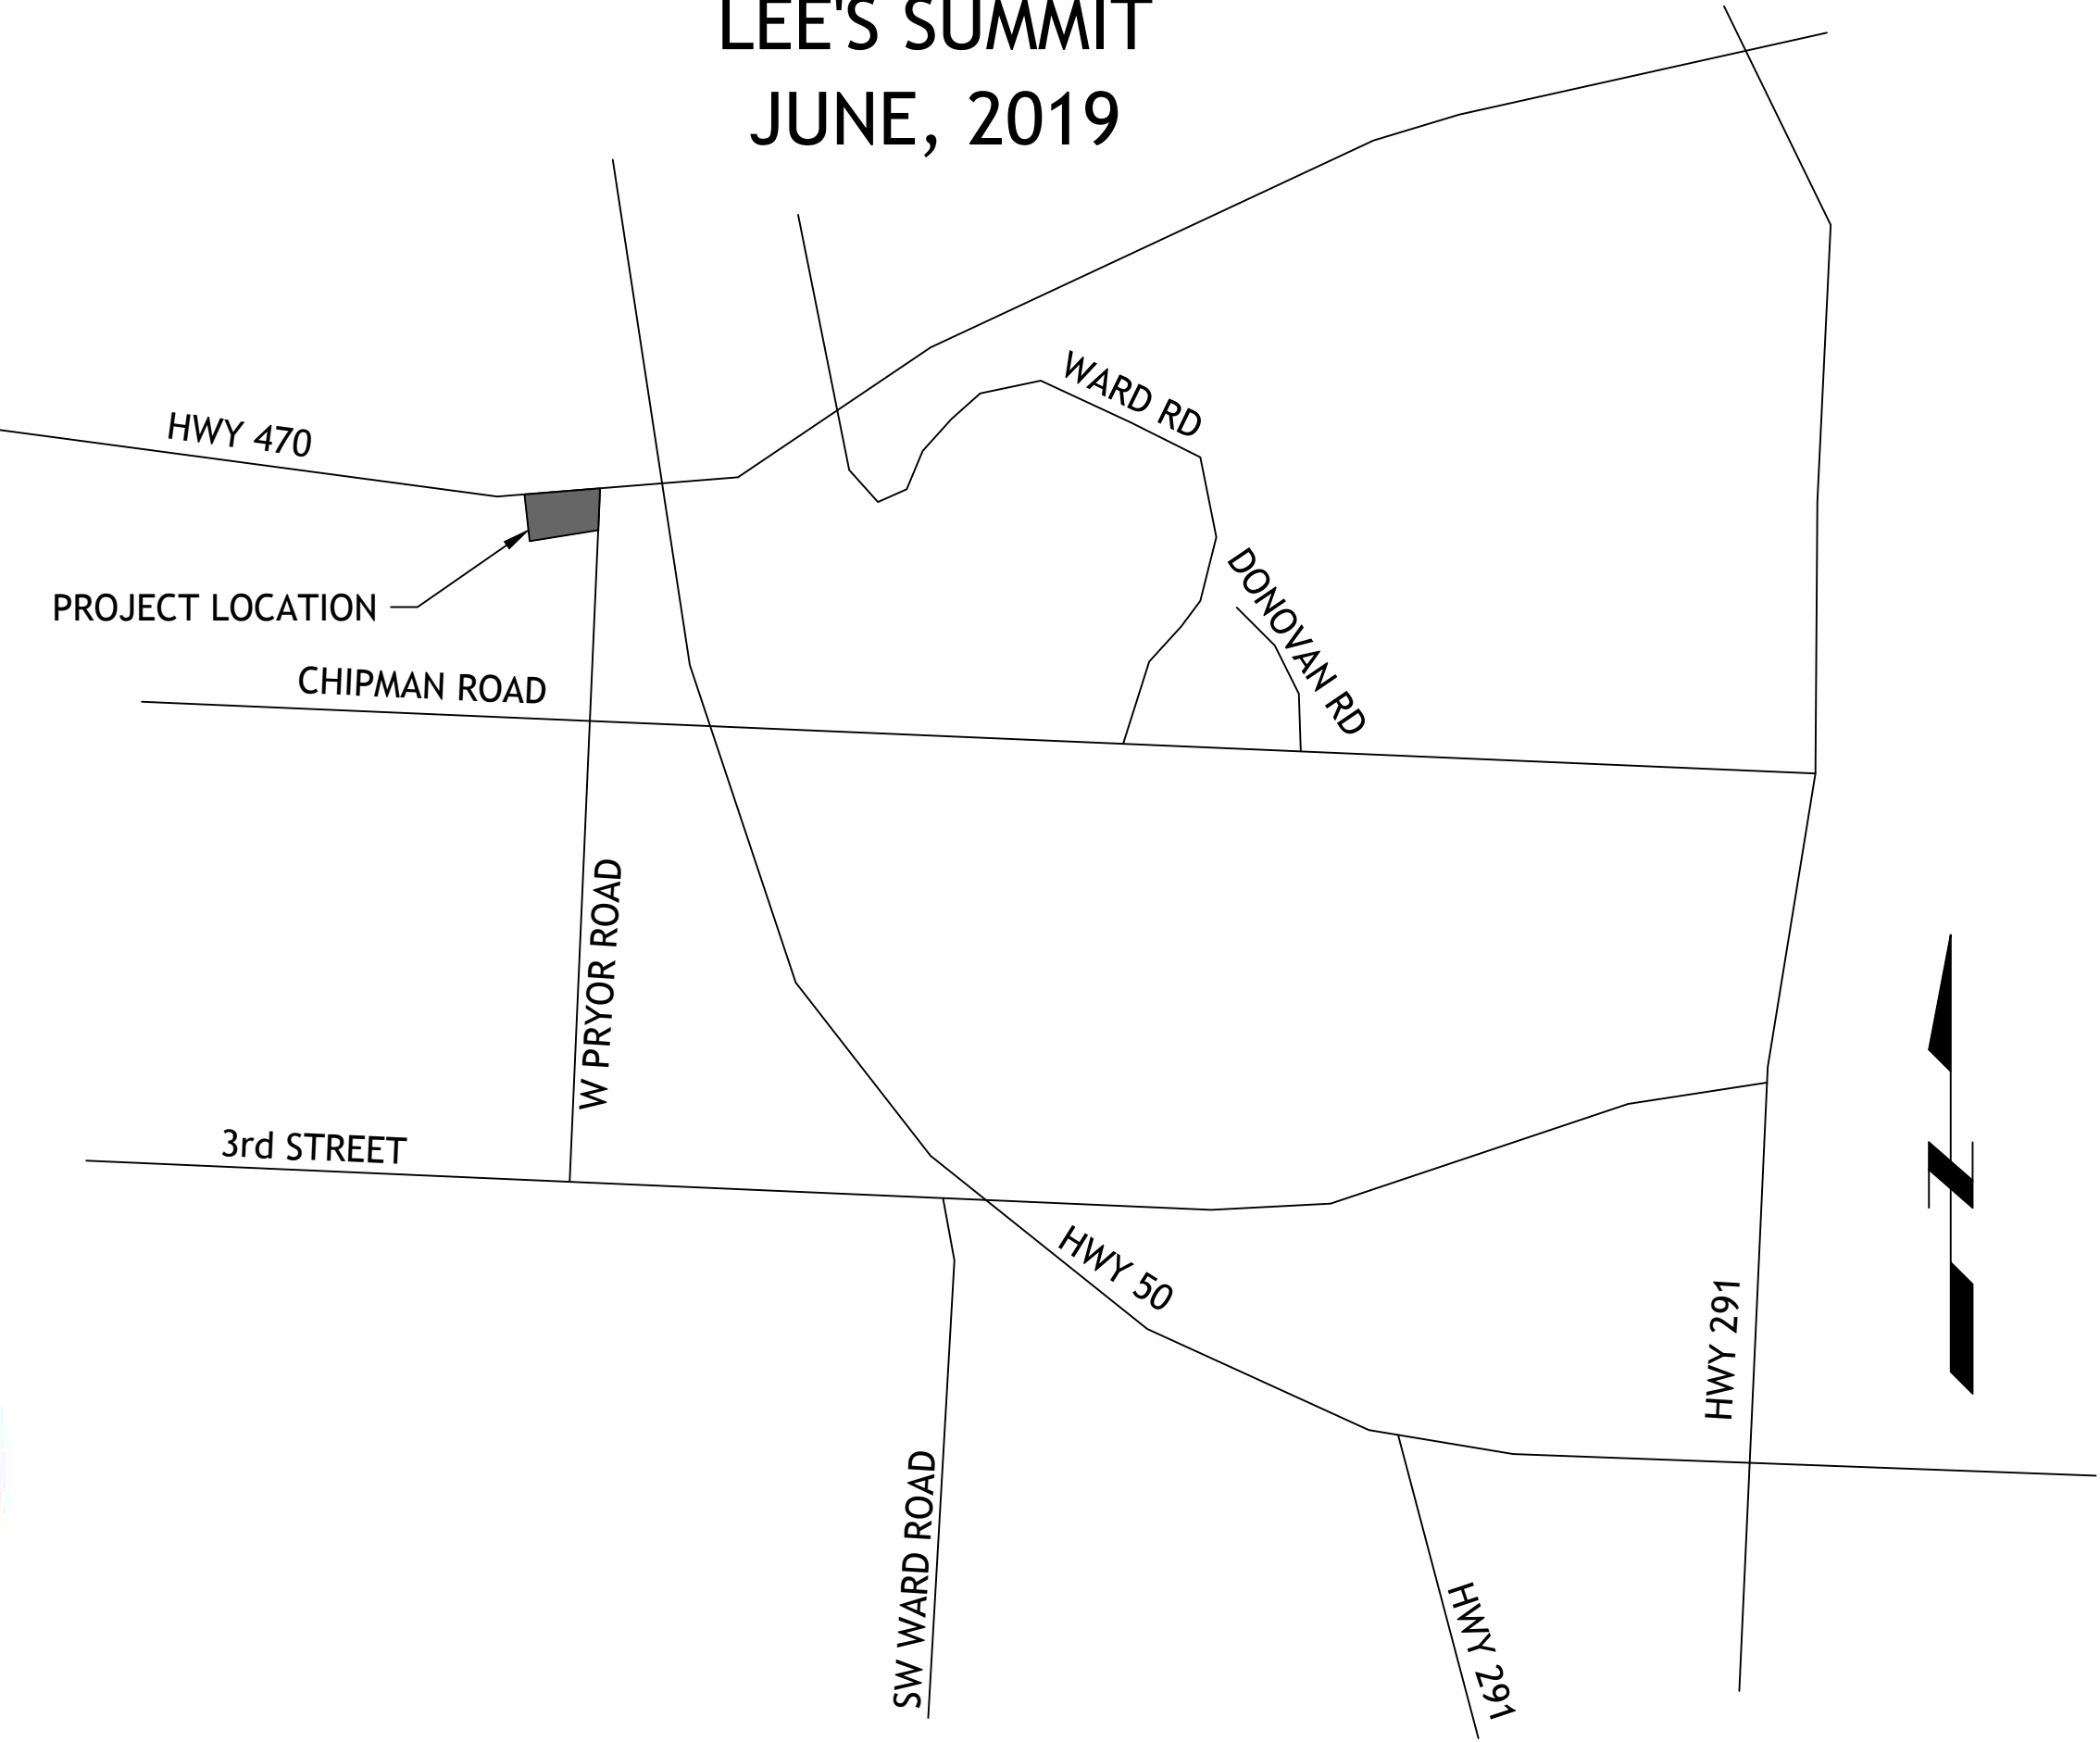 LEE'S SUMMIT
JUNE, 2019
WARD RD
HWY 470
DONOVAN RD
PROJECT LOCATION
CHIPMAN ROAD
W PRYOR ROAD
3rd STREET
N
HWY 50
HWY 291
SW WARD ROAD
HWY 291